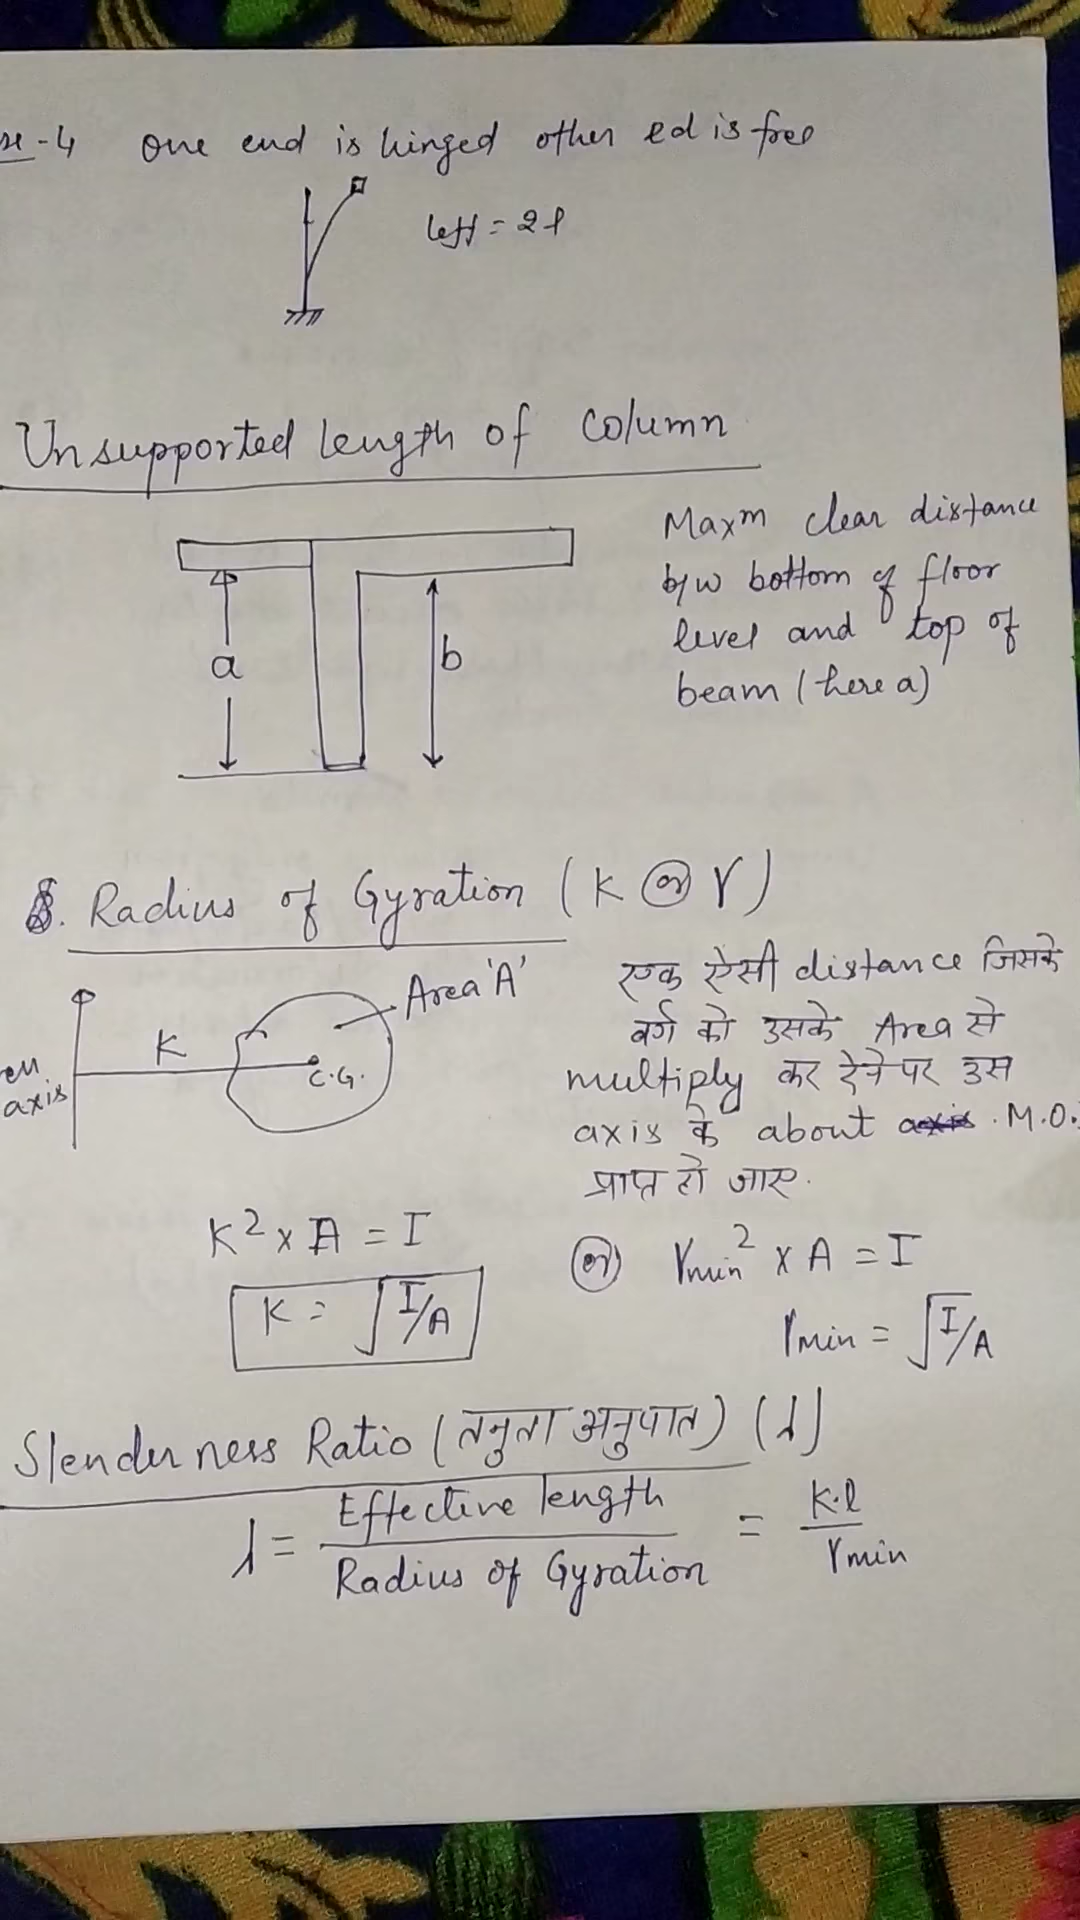 se-4 One end is hinged other ed is free
leff = 2l
Unsupported length of Column
Maxm clear distance
b/w bottom of floor
level and top of
beam (here a)
a
b
8. Radius of Gyration (K or r)
Area 'A'
K
C.G.
en
axis
एक ऐसी distance जिसके
वर्ग को उसके Area से
multiply कर देने पर उस
axis के about axis. M.O.I
प्राप्त हो जाए.
K² x A = I
K = √I/A
or rmin² x A = I
rmin = √I/A
Slenderness Ratio (तनुता अनुपात) (λ)
λ = Effective length / Radius of Gyration = K.l / rmin